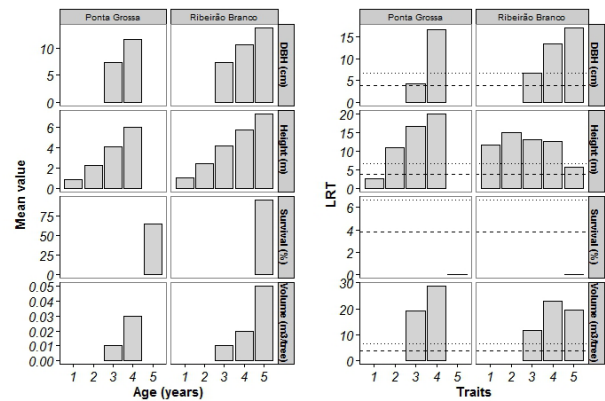 Ponta Grossa Ribeirão Branco
Mean value
10
5
0
DBH (cm)
6
4
2
0
Height (m)
75
50
25
0
Survival (%)
0.05
0.04
0.03
0.02
0.01
0.00
Volume (m3/tree)
1 2 3 4 5 1 2 3 4 5
Age (years)
Ponta Grossa Ribeirão Branco
LRT
15
10
5
0
DBH (cm)
20
15
10
5
0
Height (m)
6
4
2
0
Survival (%)
30
20
10
0
Volume (m3/tree)
1 2 3 4 5 1 2 3 4 5
Traits